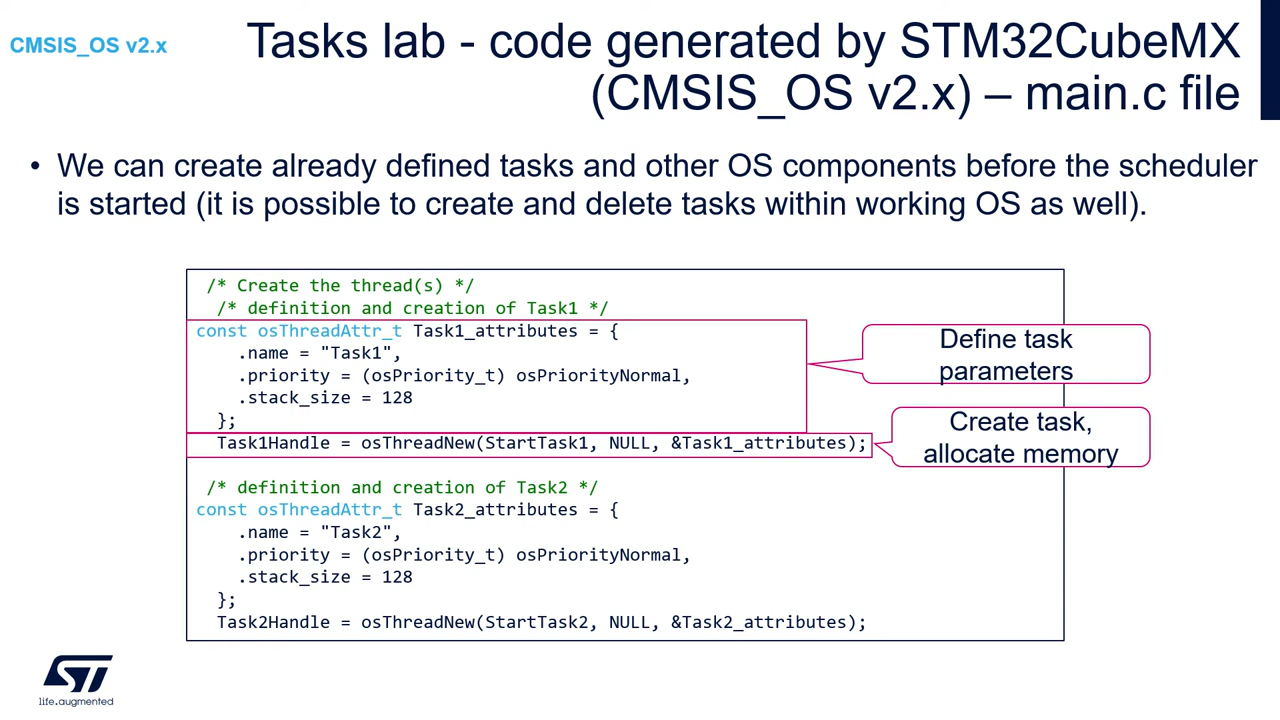 CMSIS_OS v2.x
Tasks lab - code generated by STM32CubeMX
(CMSIS_OS v2.x) – main.c file
• We can create already defined tasks and other OS components before the scheduler
is started (it is possible to create and delete tasks within working OS as well).
/* Create the thread(s) */
/* definition and creation of Task1 */
const osThreadAttr_t Task1_attributes = {
.name = "Task1",
.priority = (osPriority_t) osPriorityNormal,
.stack_size = 128
};
Task1Handle = osThreadNew(StartTask1, NULL, &Task1_attributes);
Define task
parameters
Create task,
allocate memory
/* definition and creation of Task2 */
const osThreadAttr_t Task2_attributes = {
.name = "Task2",
.priority = (osPriority_t) osPriorityNormal,
.stack_size = 128
};
Task2Handle = osThreadNew(StartTask2, NULL, &Task2_attributes);
ST
life.augmented